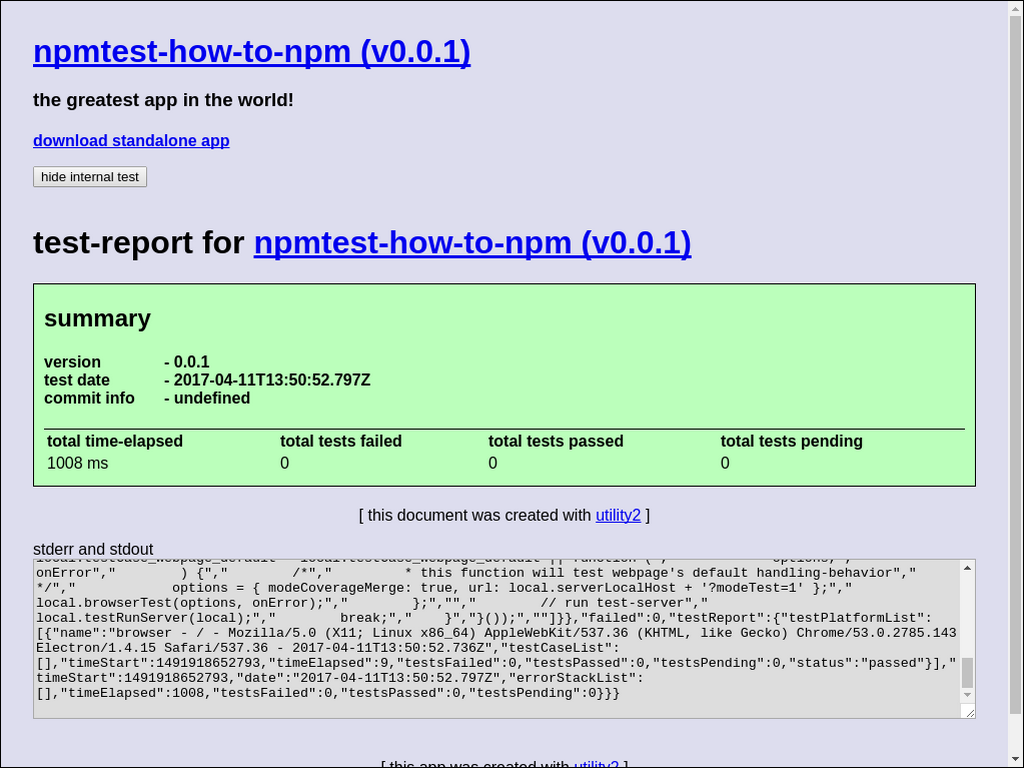 npmtest-how-to-npm (v0.0.1)
the greatest app in the world!
download standalone app
hide internal test
test-report for npmtest-how-to-npm (v0.0.1)
summary
version - 0.0.1
test date - 2017-04-11T13:50:52.797Z
commit info - undefined
total time-elapsed total tests failed total tests passed total tests pending
1008 ms 0 0 0
[ this document was created with utility2 ]
stderr and stdout
local.testCase_webpage_default = local.testCase_webpage_default || function (","            options,","
onError","        ) {","        /*","         * this function will test webpage's default handling-behavior","
*/","            options = { modeCoverageMerge: true, url: local.serverLocalHost + '?modeTest=1' };","
local.browserTest(options, onError);","        };","","        // run test-server","
local.testRunServer(local);","        break;","    }","}());","",""]}},"failed":0,"testReport":{"testPlatformList":
[{"name":"browser - / - Mozilla/5.0 (X11; Linux x86_64) AppleWebKit/537.36 (KHTML, like Gecko) Chrome/53.0.2785.143
Electron/1.4.15 Safari/537.36 - 2017-04-11T13:50:52.736Z","testCaseList":
[],"timeStart":1491918652793,"timeElapsed":9,"testsFailed":0,"testsPassed":0,"testsPending":0,"status":"passed"}],"
timeStart":1491918652793,"date":"2017-04-11T13:50:52.797Z","errorStackList":
[],"timeElapsed":1008,"testsFailed":0,"testsPassed":0,"testsPending":0}}}
[ this app was created with utility2 ]